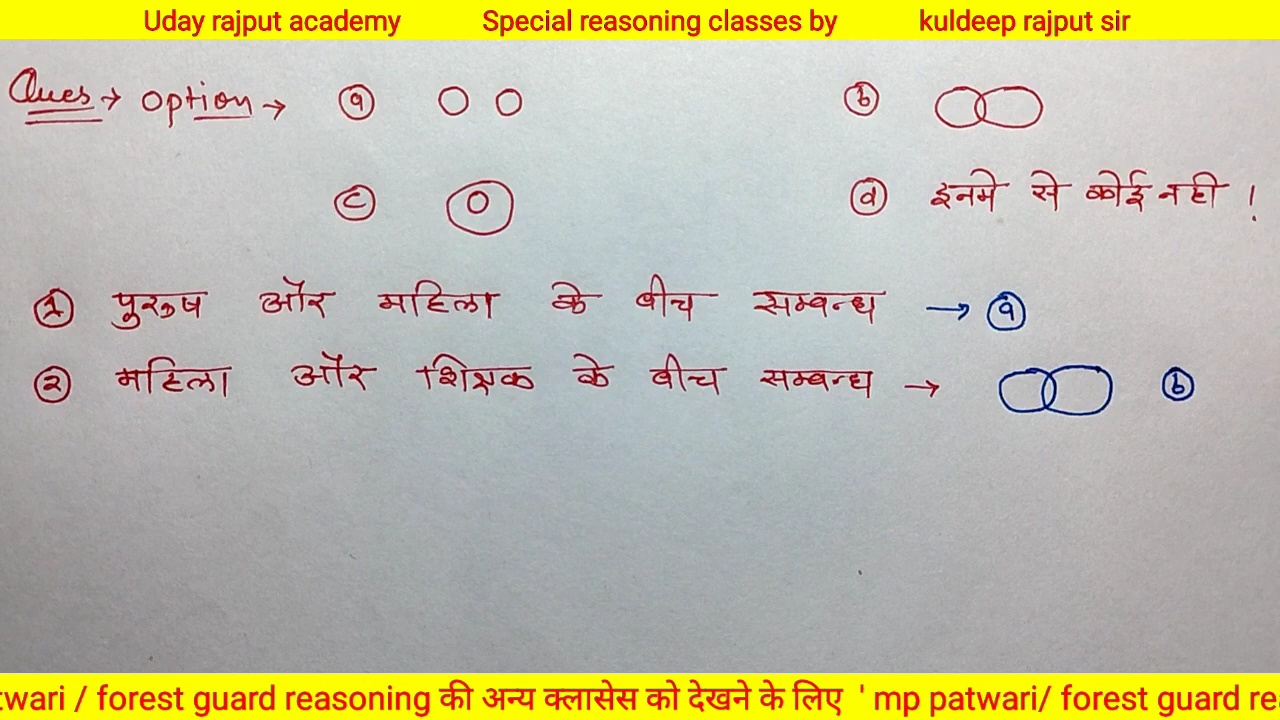 Uday rajput academy Special reasoning classes by kuldeep rajput sir
Ques → option → (a) (b)
(c) (d) इनमे से कोई नही !
(1) पुरुष और महिला के बीच सम्बन्ध → (a)
(2) महिला और शिक्षक के बीच सम्बन्ध → (b)
twari / forest guard reasoning की अन्य क्लासेस को देखने के लिए ' mp patwari/ forest guard rea